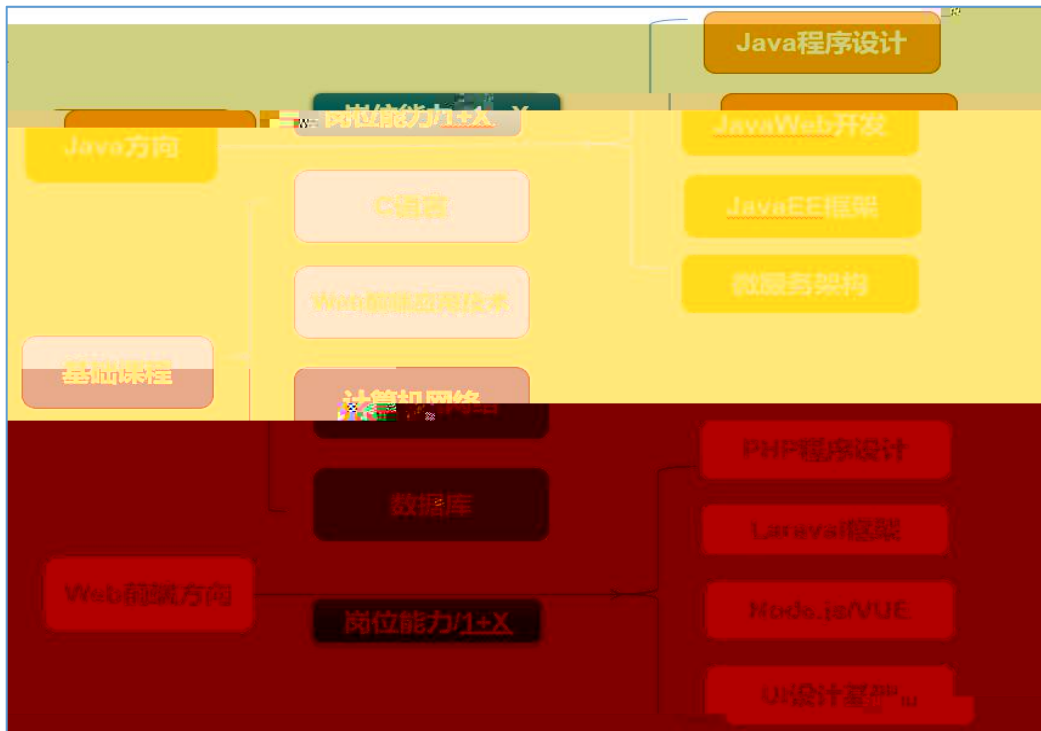 Java程序设计
岗位能力/1+X
JavaWeb开发
Java方向
C语言
JavaEE框架
微服务架构
Web前端应用技术
基础课程
计算机网络
PHP程序设计
数据库
Laraval框架
Web前端方向
Node.js/VUE
岗位能力/1+X
UI设计基础